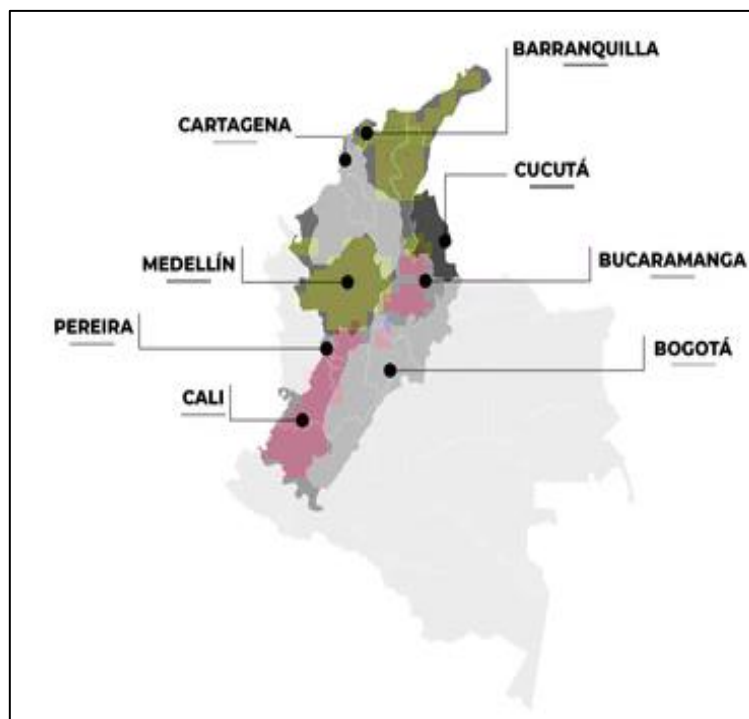 BARRANQUILLA
CARTAGENA
CUCUTÁ
MEDELLÍN
BUCARAMANGA
PEREIRA
BOGOTÁ
CALI